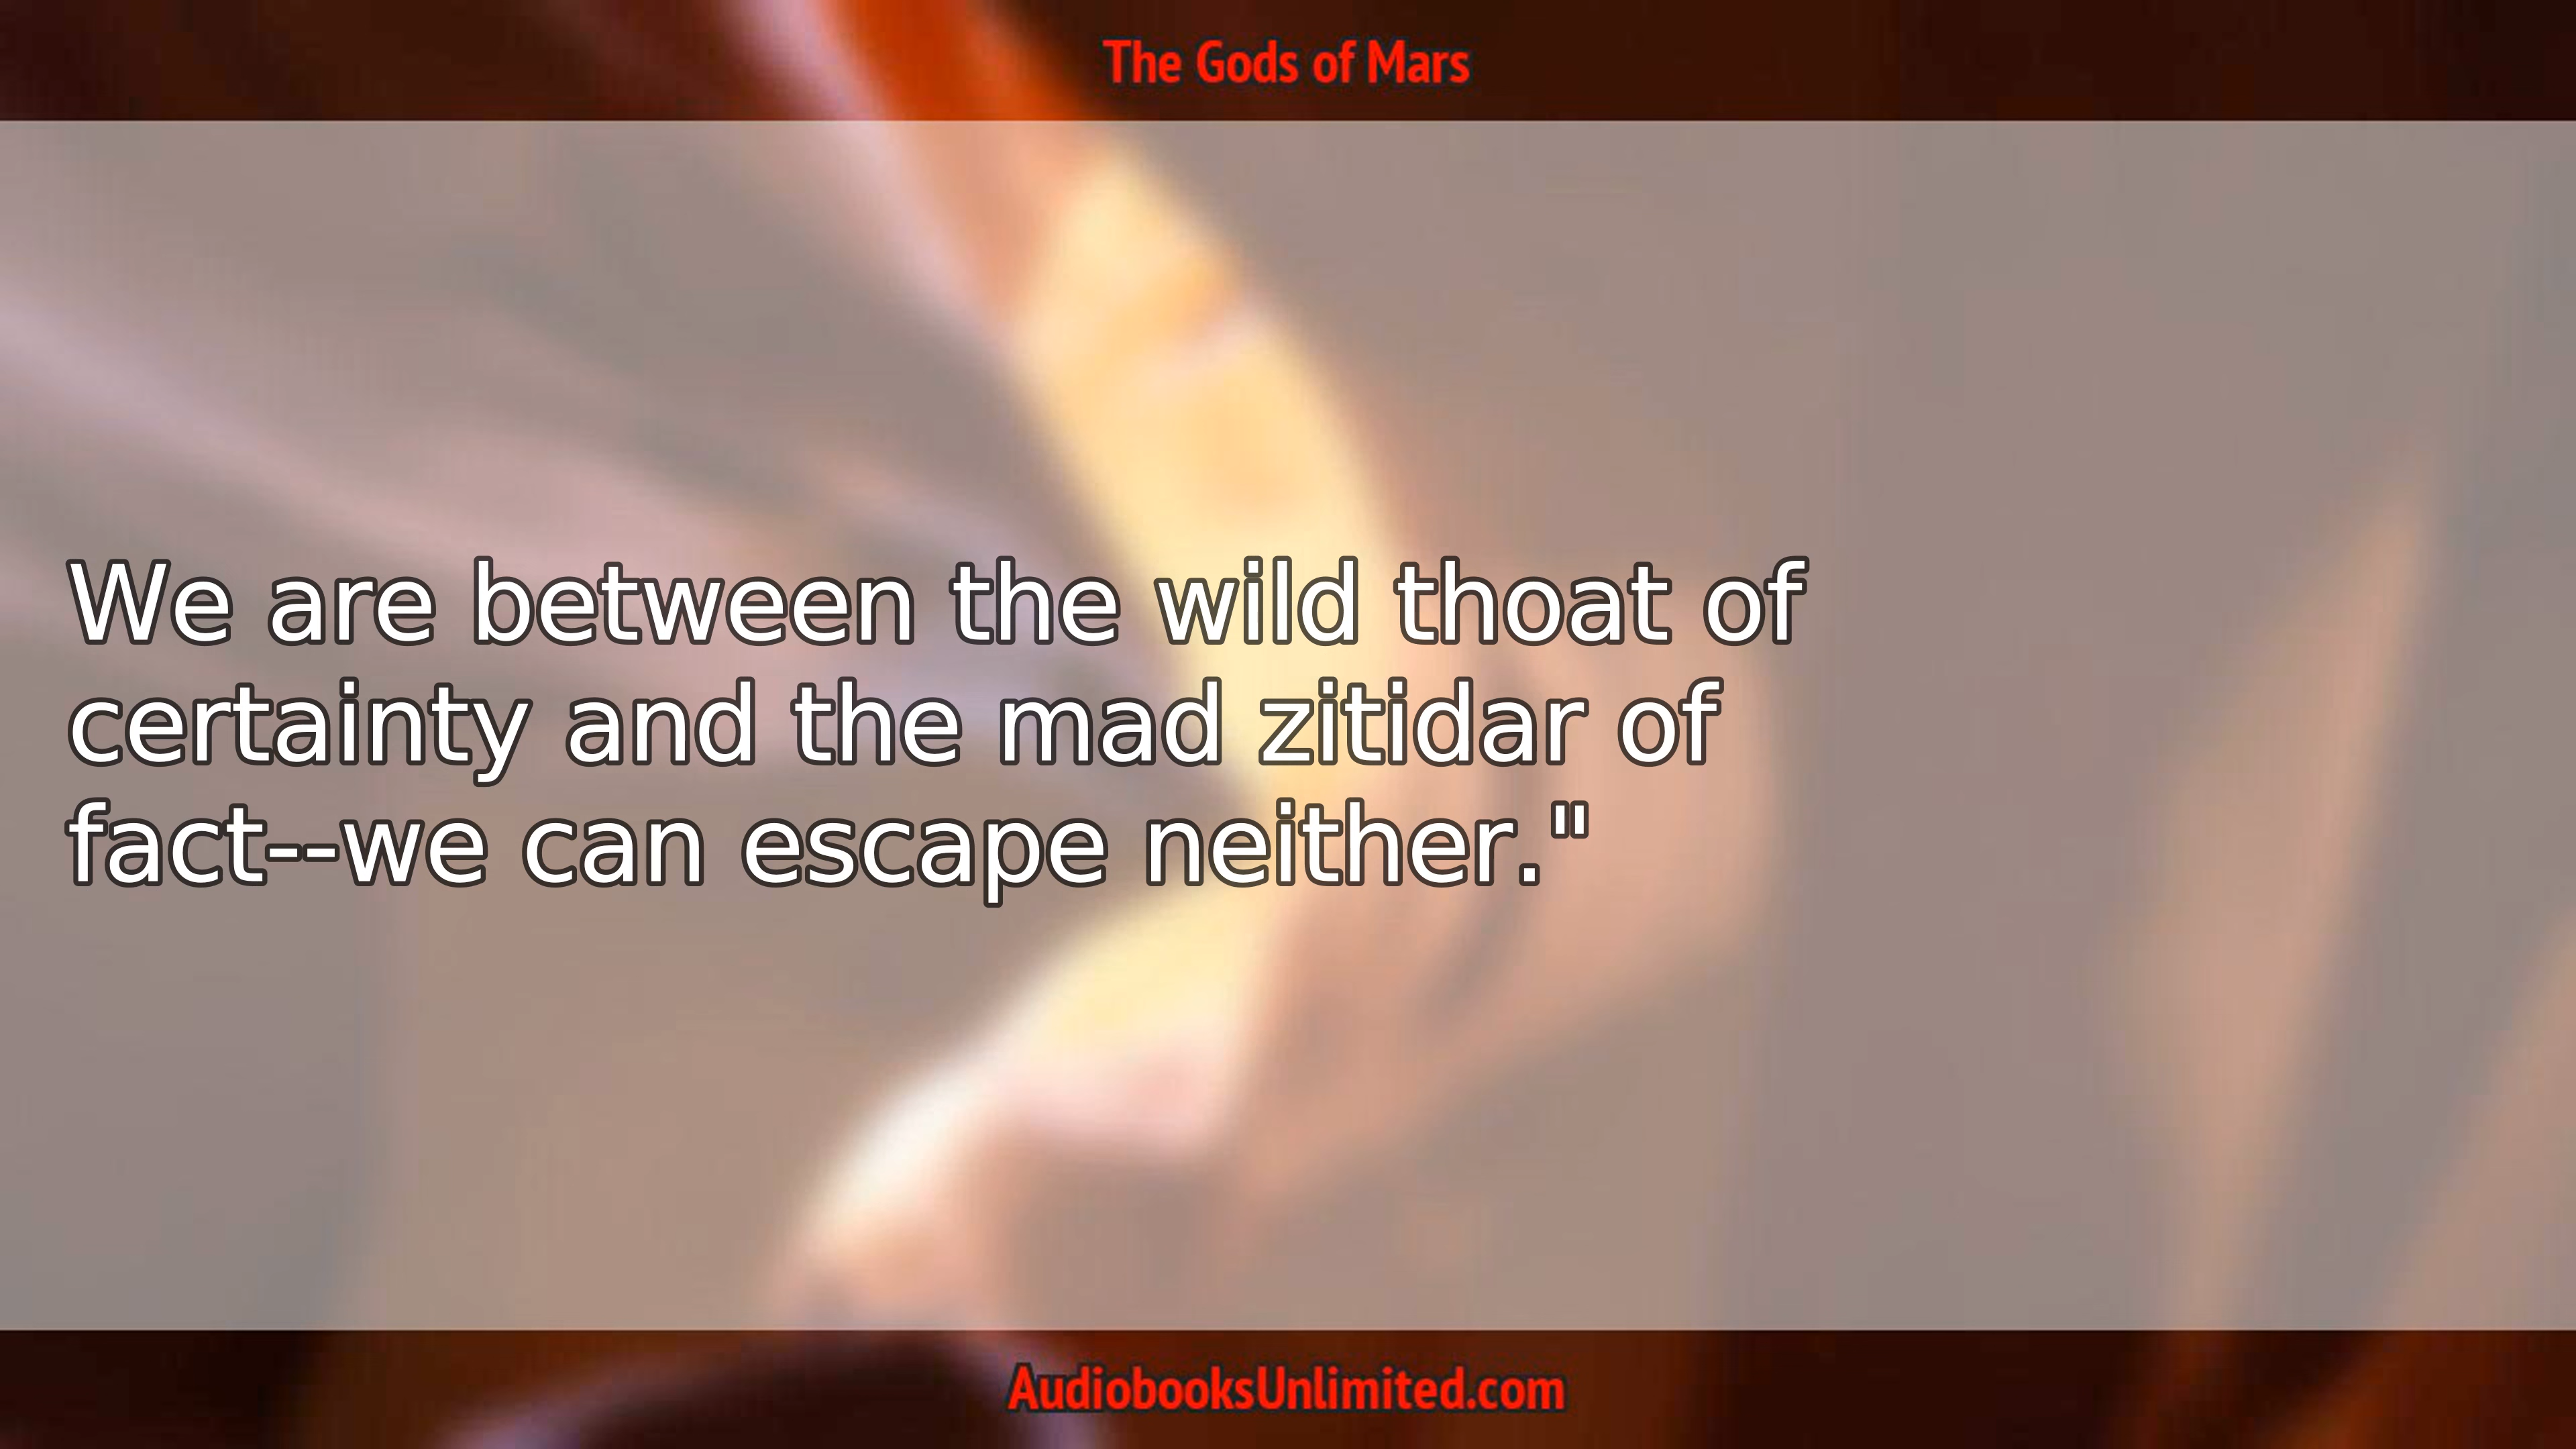 The Gods of Mars
We are between the wild thoat of
certainty and the mad zitidar of
fact--we can escape neither."
AudiobooksUnlimited.com